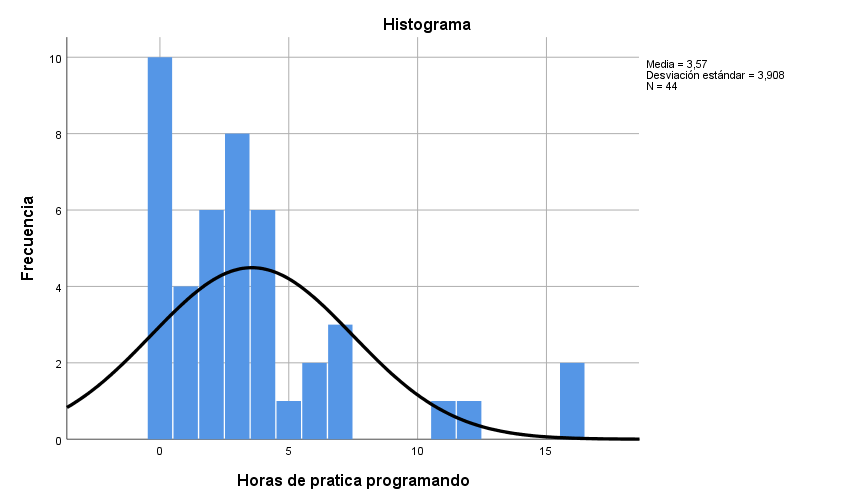 Histograma
Media = 3,57
Desviación estándar = 3,908
N = 44
Frecuencia
10
8
6
4
2
0
0 5 10 15
Horas de pratica programando